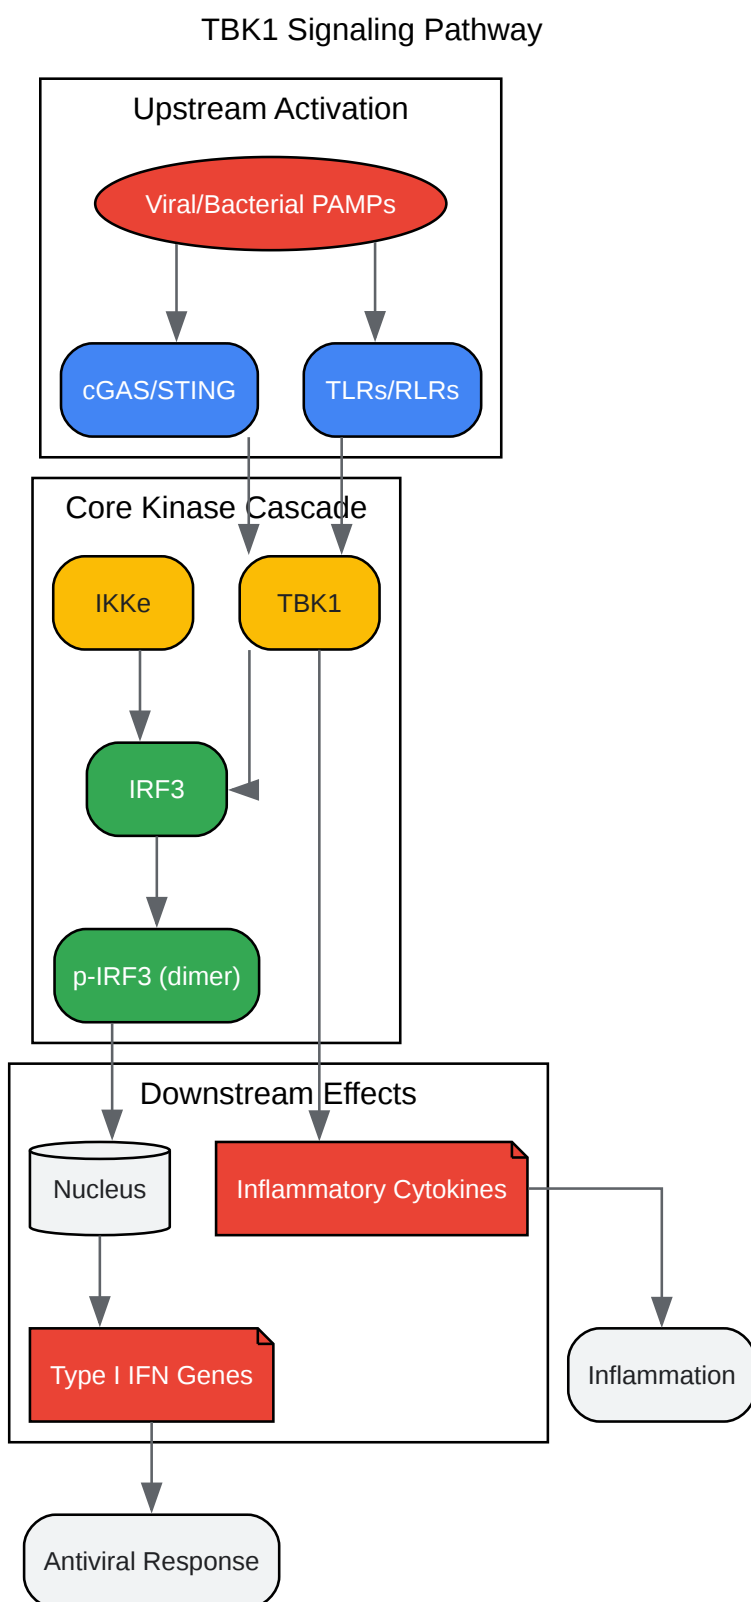 TBK1 Signaling Pathway
Upstream Activation
Viral/Bacterial PAMPs
cGAS/STING
TLRs/RLRs
Core Kinase Cascade
IKKe
TBK1
IRF3
p-IRF3 (dimer)
Downstream Effects
Nucleus
Inflammatory Cytokines
Type I IFN Genes
Inflammation
Antiviral Response